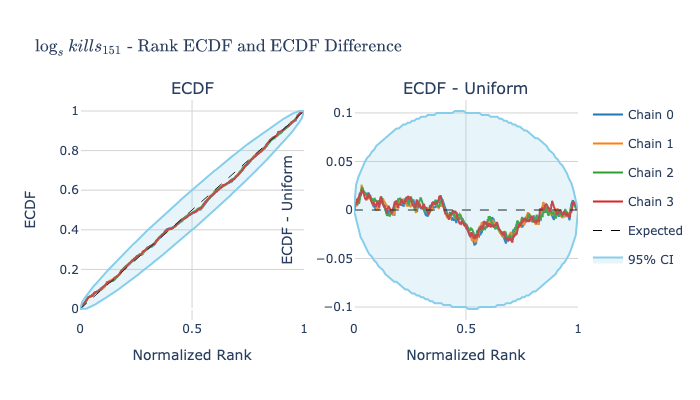 log_s kills_151 - Rank ECDF and ECDF Difference
ECDF
ECDF - Uniform
1
0.8
0.6
0.4
0.2
0
ECDF
0
0.5
1
Normalized Rank
0.1
0.05
0
−0.05
−0.1
ECDF - Uniform
0
0.5
1
Normalized Rank
Chain 0
Chain 1
Chain 2
Chain 3
Expected
95% CI